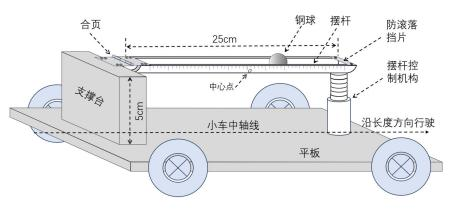 合页
25cm
钢球
摆杆
防滚落
挡片
摆杆控
制机构
中心点
支撑台
5cm
小车中轴线
沿长度方向行驶
平板